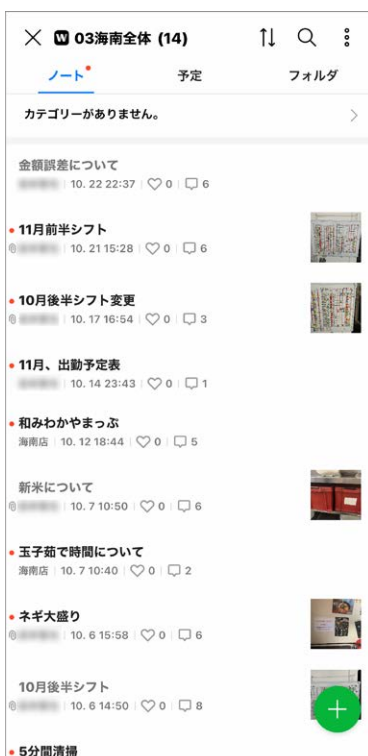 W 03海南全体 (14)
ノート 予定 フォルダ
カテゴリーがありません。
金額誤差について
10. 22 22:37 0 6
11月前半シフト
10. 21 15:28 0 6
10月後半シフト変更
10. 17 16:54 0 3
11月、出勤予定表
10. 14 23:43 0 1
和みわかやまっぷ
海南店 10. 12 18:44 0 5
新米について
10. 7 10:50 0 6
玉子茹で時間について
海南店 10. 7 10:40 0 2
ネギ大盛り
10. 6 15:58 0 6
10月後半シフト
10. 6 14:50 0 8
5分間清掃